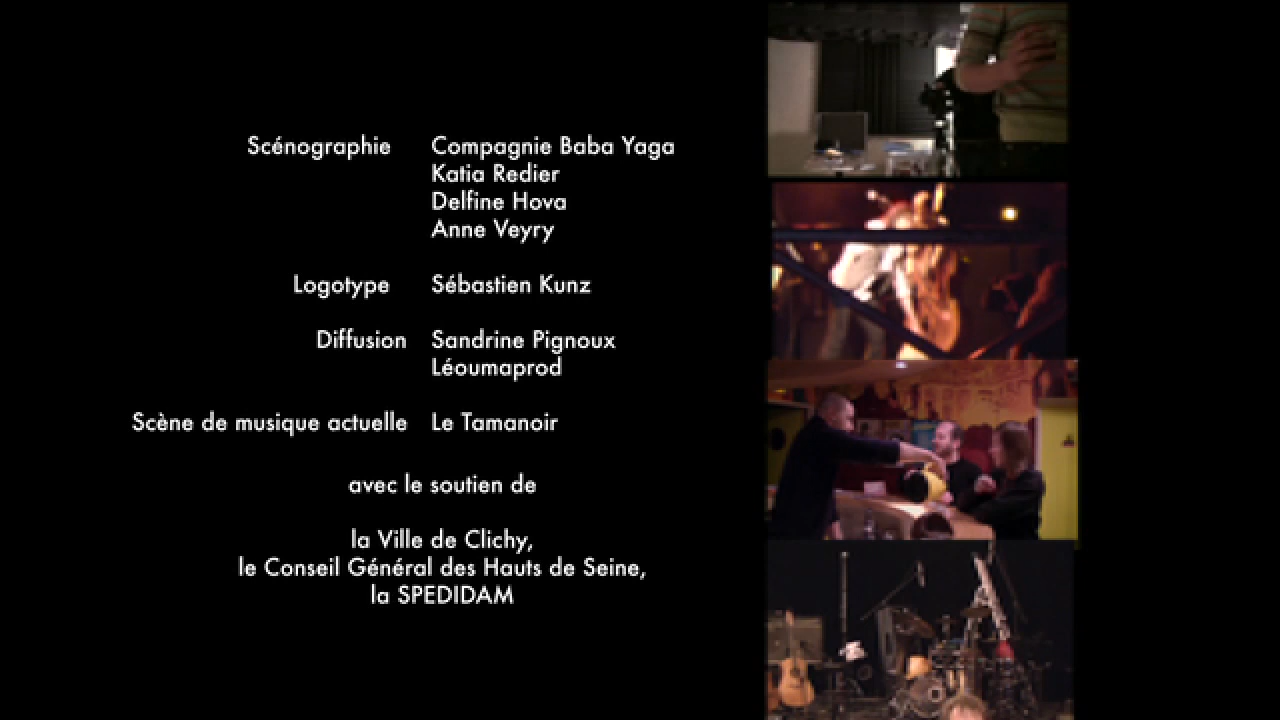 Scénographie Compagnie Baba Yaga
Katia Redier
Delfine Hova
Anne Veyry
Logotype Sébastien Kunz
Diffusion Sandrine Pignoux
Léoumaprod
Scène de musique actuelle Le Tamanoir
avec le soutien de
la Ville de Clichy,
le Conseil Général des Hauts de Seine,
la SPEDIDAM